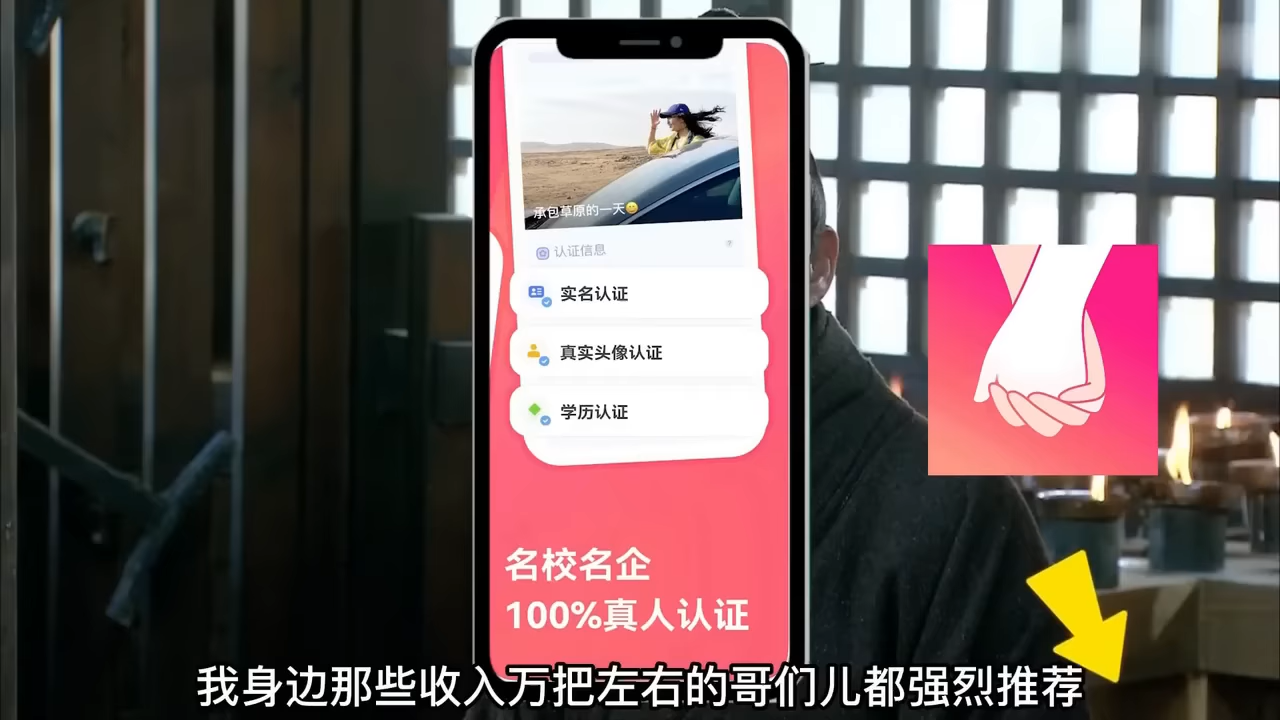 承包草原的一天😊
认证信息
?
实名认证
真实头像认证
学历认证
名校名企
100%真人认证
我身边那些收入万把左右的哥们儿都强烈推荐